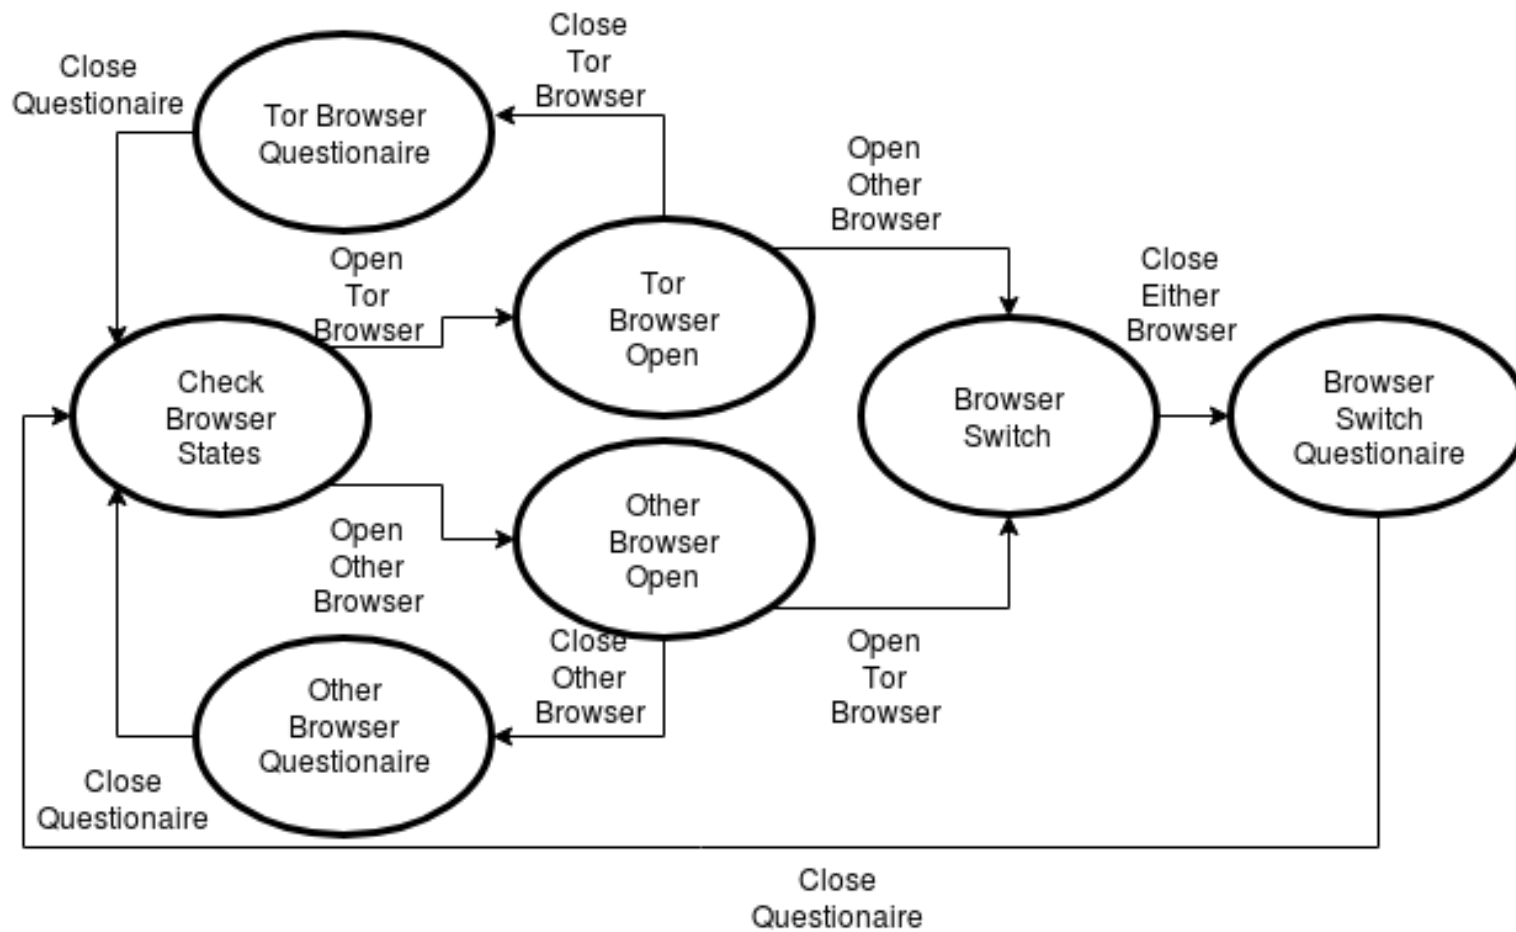 Close
Tor
Browser
Close
Questionaire
Tor Browser
Questionaire
Open
Other
Browser
Open
Tor
Browser
Tor
Browser
Open
Close
Either
Browser
Check
Browser
States
Browser
Switch
Browser
Switch
Questionaire
Other
Browser
Open
Open
Other
Browser
Close
Other
Browser
Open
Tor
Browser
Other
Browser
Questionaire
Close
Questionaire
Close
Questionaire